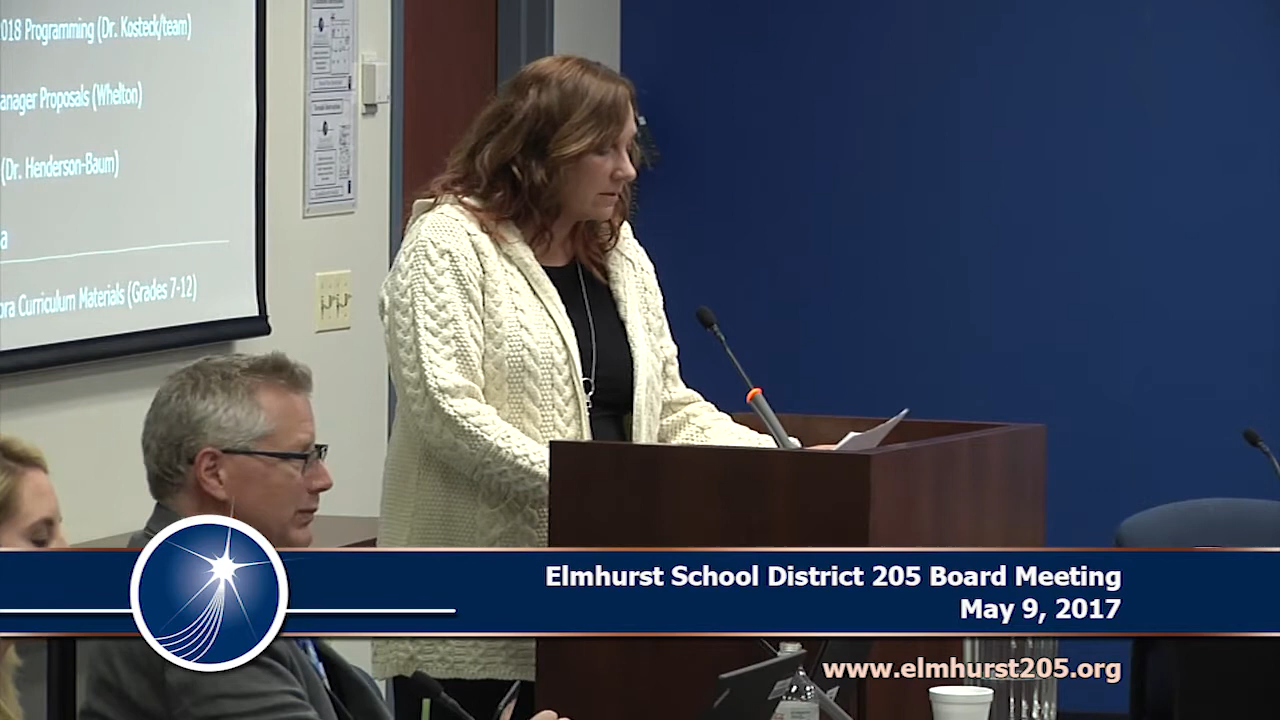 018 Programming (Dr. Kosteck/team)
anager Proposals (Whelton)
(Dr. Henderson-Baum)
a
ora Curriculum Materials (Grades 7-12)
Elmhurst School District 205 Board Meeting
May 9, 2017
www.elmhurst205.org